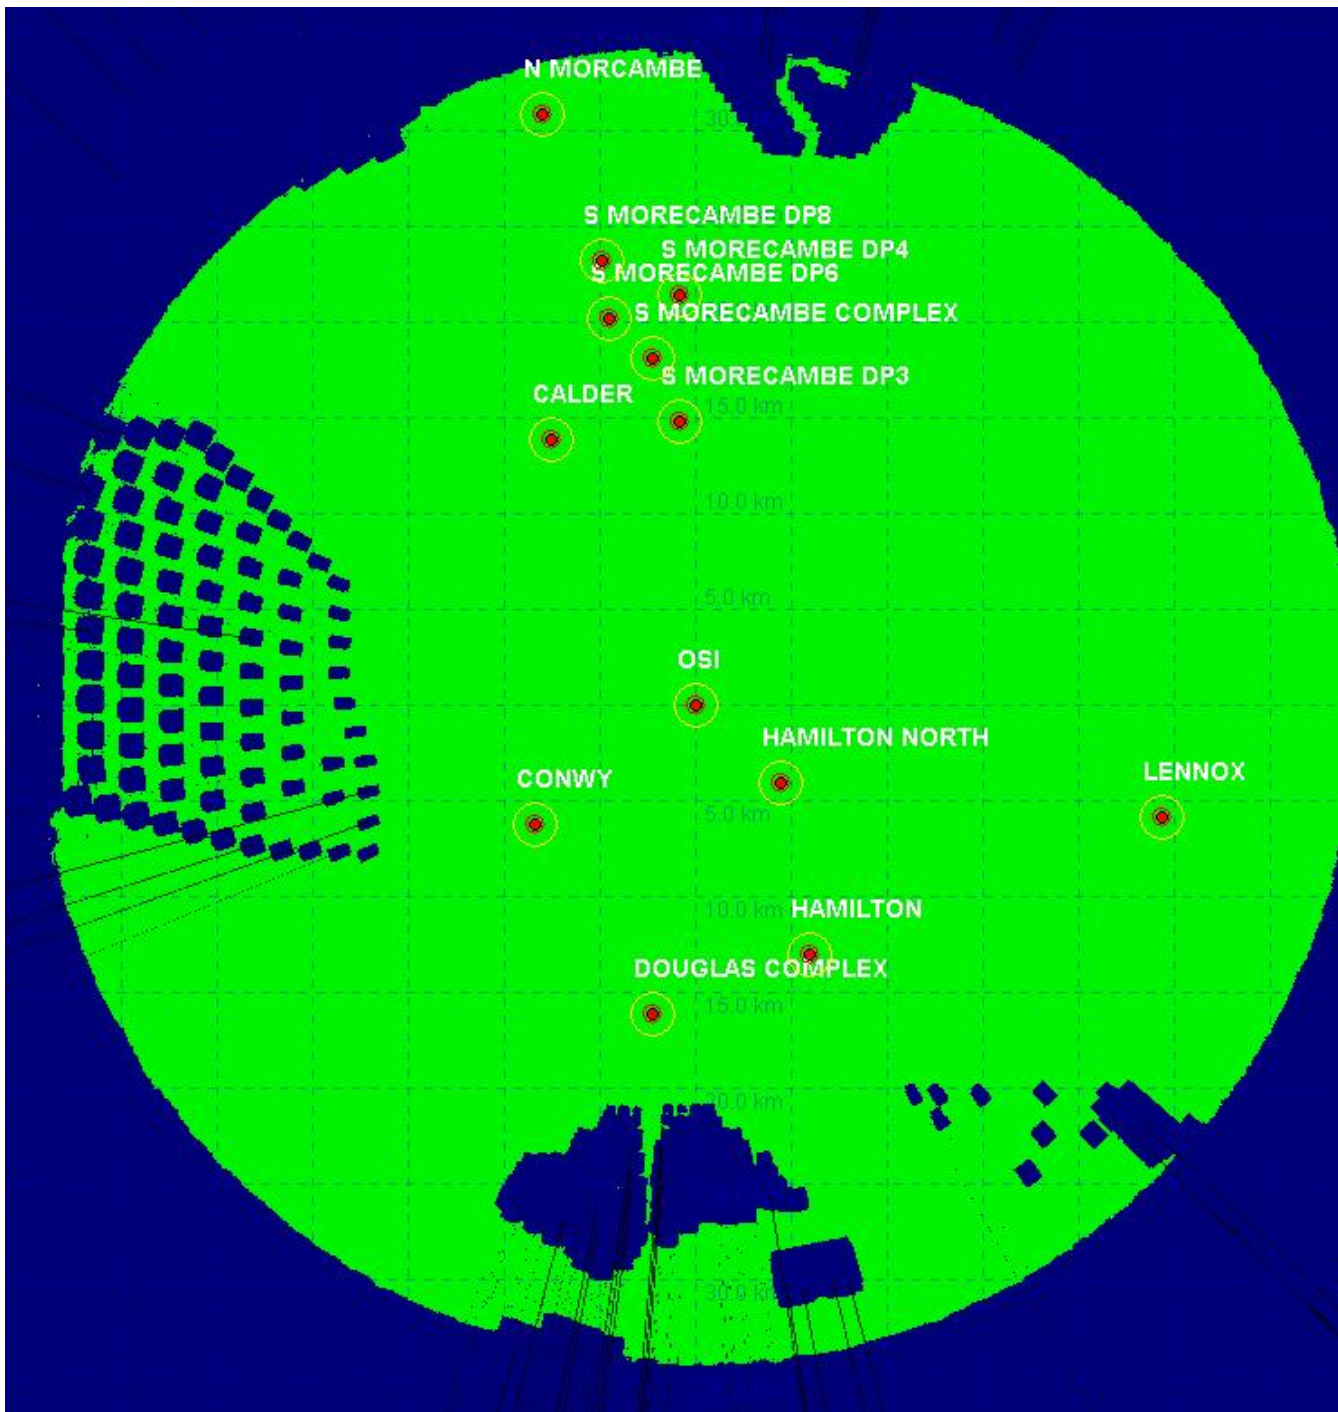 N MORCAMBE
30.
S MORECAMBE DP8
S MORECAMBE DP4
S MORECAMBE DP6
S MORECAMBE COMPLEX
S MORECAMBE DP3
CALDER
15.0 km
10.0 km
5.0 km
OSI
HAMILTON NORTH
LENNOX
CONWY
5.0 km
10.0 km
HAMILTON
DOUGLAS COMPLEX
15.0 km
20.0 km
30.0 km